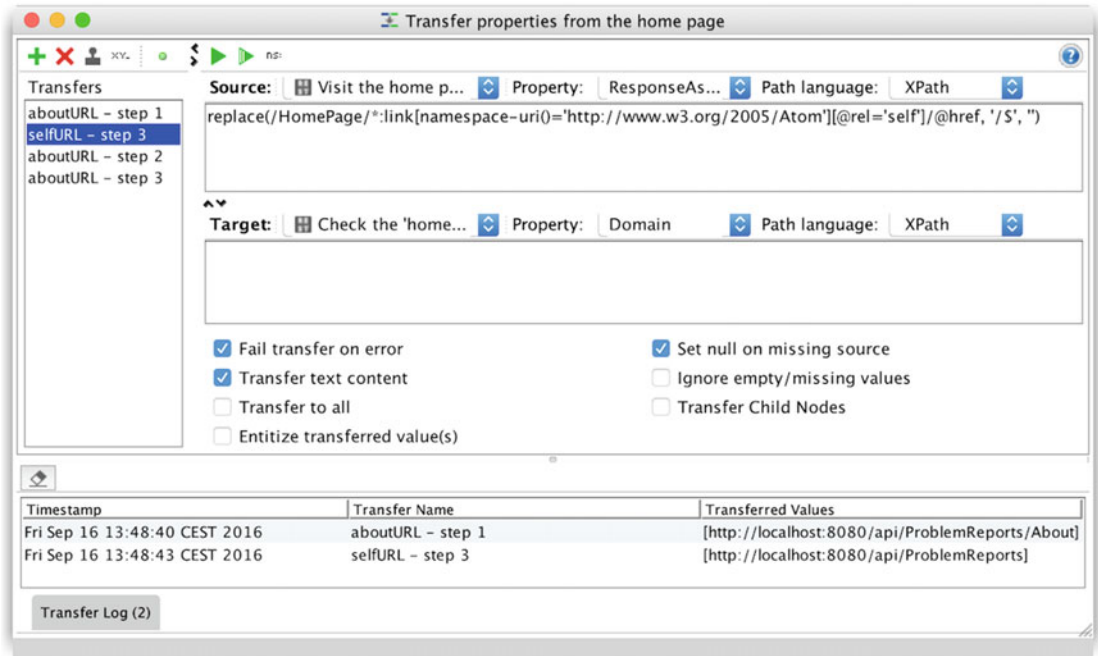 Transfer properties from the home page
XY- ns: ?
Transfers
aboutURL – step 1
selfURL – step 3
aboutURL – step 2
aboutURL – step 3
Source: Visit the home p... Property: ResponseAs... Path language: XPath
replace(/HomePage/*:link[namespace-uri()='http://www.w3.org/2005/Atom'][@rel='self']/@href, '/$', '')
Target: Check the 'home... Property: Domain Path language: XPath
Fail transfer on error
Set null on missing source
Transfer text content
Ignore empty/missing values
Transfer to all
Transfer Child Nodes
Entitize transferred value(s)
Timestamp Transfer Name Transferred Values
Fri Sep 16 13:48:40 CEST 2016 aboutURL – step 1 [http://localhost:8080/api/ProblemReports/About]
Fri Sep 16 13:48:43 CEST 2016 selfURL – step 3 [http://localhost:8080/api/ProblemReports]
Transfer Log (2)